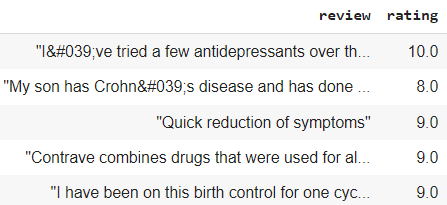 review rating
"I&#039;ve tried a few antidepressants over th... 10.0
"My son has Crohn&#039;s disease and has done ... 8.0
"Quick reduction of symptoms" 9.0
"Contrave combines drugs that were used for al... 9.0
"I have been on this birth control for one cyc... 9.0